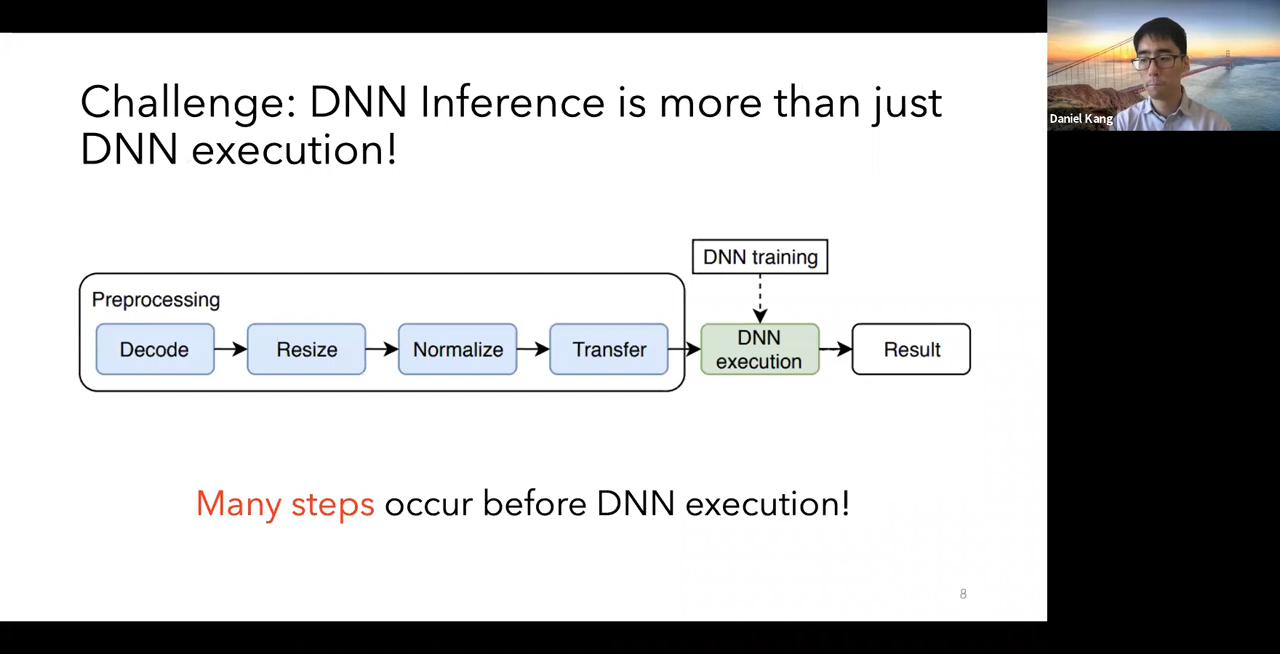 Challenge: DNN Inference is more than just
DNN execution!
Daniel Kang
DNN training
Preprocessing
Decode
Resize
Normalize
Transfer
DNN
execution
Result
Many steps occur before DNN execution!
8